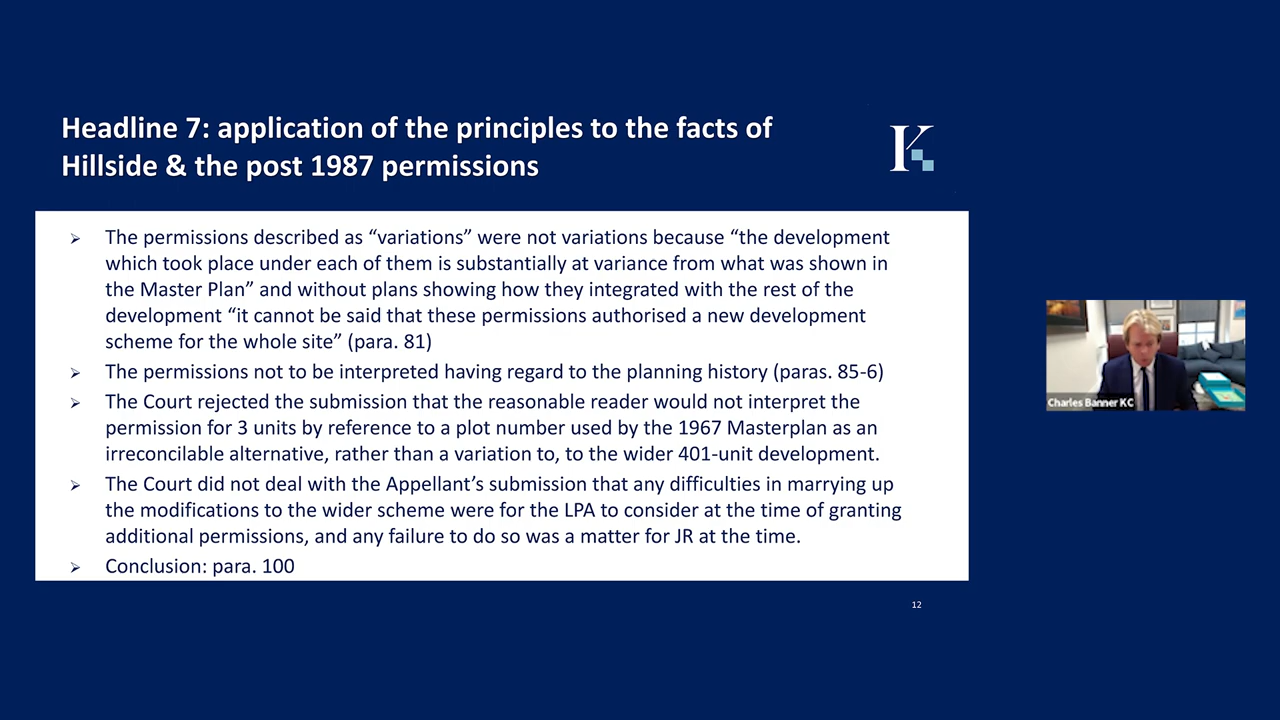 Headline 7: application of the principles to the facts of
Hillside & the post 1987 permissions
K
➢ The permissions described as “variations” were not variations because “the development
which took place under each of them is substantially at variance from what was shown in
the Master Plan” and without plans showing how they integrated with the rest of the
development “it cannot be said that these permissions authorised a new development
scheme for the whole site” (para. 81)
➢ The permissions not to be interpreted having regard to the planning history (paras. 85-6)
➢ The Court rejected the submission that the reasonable reader would not interpret the
permission for 3 units by reference to a plot number used by the 1967 Masterplan as an
irreconcilable alternative, rather than a variation to, to the wider 401-unit development.
➢ The Court did not deal with the Appellant’s submission that any difficulties in marrying up
the modifications to the wider scheme were for the LPA to consider at the time of granting
additional permissions, and any failure to do so was a matter for JR at the time.
➢ Conclusion: para. 100
12
Charles Banner KC